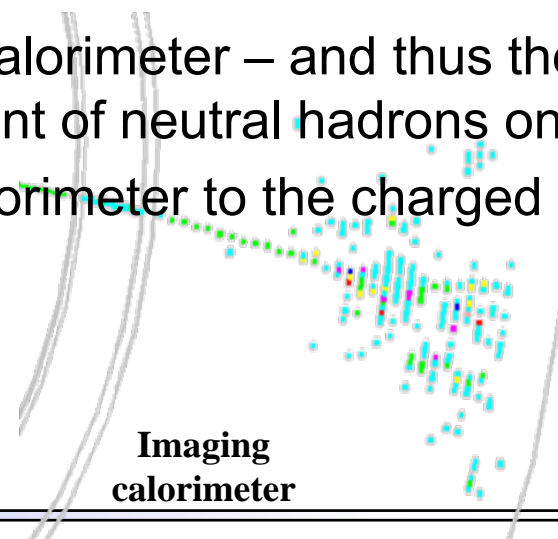 alorimeter – and thus the
nt of neutral hadrons on
orimeter to the charged
Imaging
calorimeter